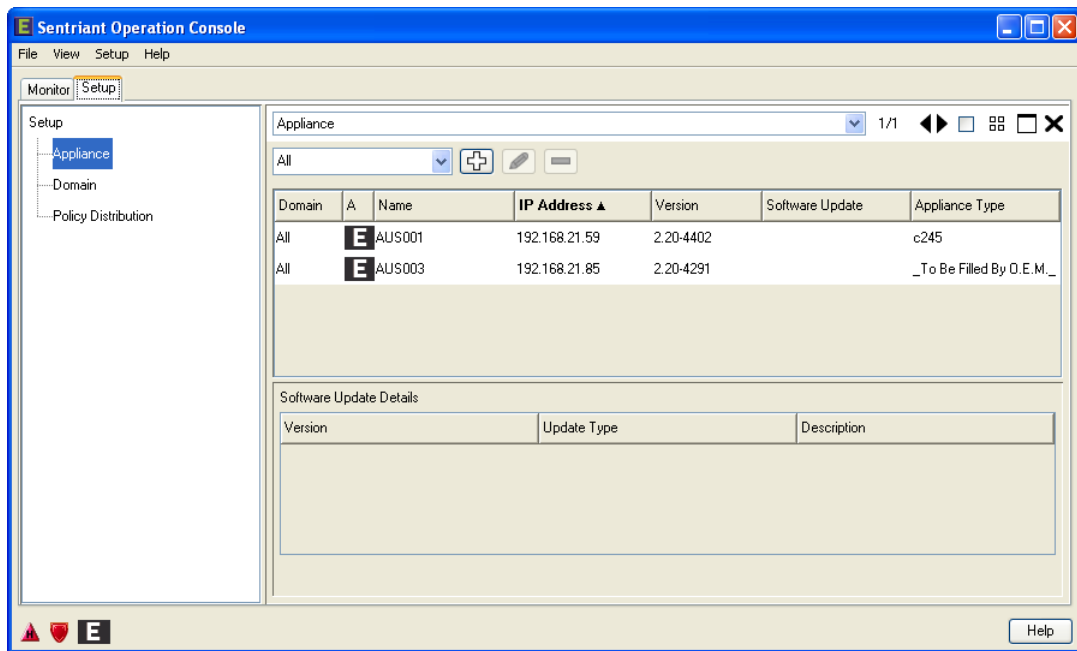 E Sentriant Operation Console
File View Setup Help
Monitor Setup
Setup
Appliance
Domain
Policy Distribution
Appliance 1/1
All
Domain A Name IP Address ▲ Version Software Update Appliance Type
All E AUS001 192.168.21.59 2.20-4402 c245
All E AUS003 192.168.21.85 2.20-4291 _To Be Filled By O.E.M._
Software Update Details
Version Update Type Description
E
Help